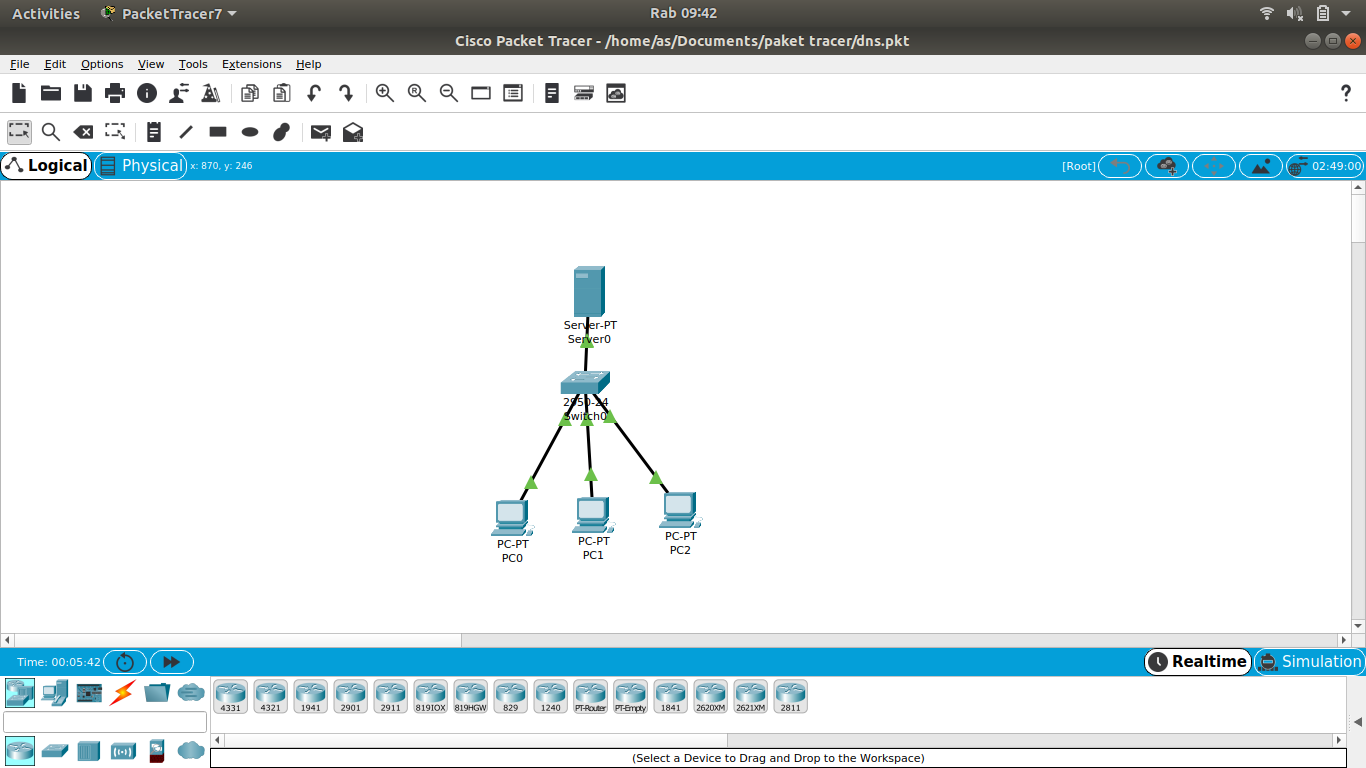 Activities PacketTracer7 Rab 09:42
Cisco Packet Tracer - /home/as/Documents/paket tracer/dns.pkt
File Edit Options View Tools Extensions Help
Logical Physical x: 870, y: 246 [Root] 02:49:00
Server-PT
Server0
2950-24
Switch0
PC-PT
PC0
PC-PT
PC1
PC-PT
PC2
Time: 00:05:42 Realtime Simulation
4331 4321 1941 2901 2911 819IOX 819HGW 829 1240 PT-Router PT-Empty 1841 2620XM 2621XM 2811
(Select a Device to Drag and Drop to the Workspace)